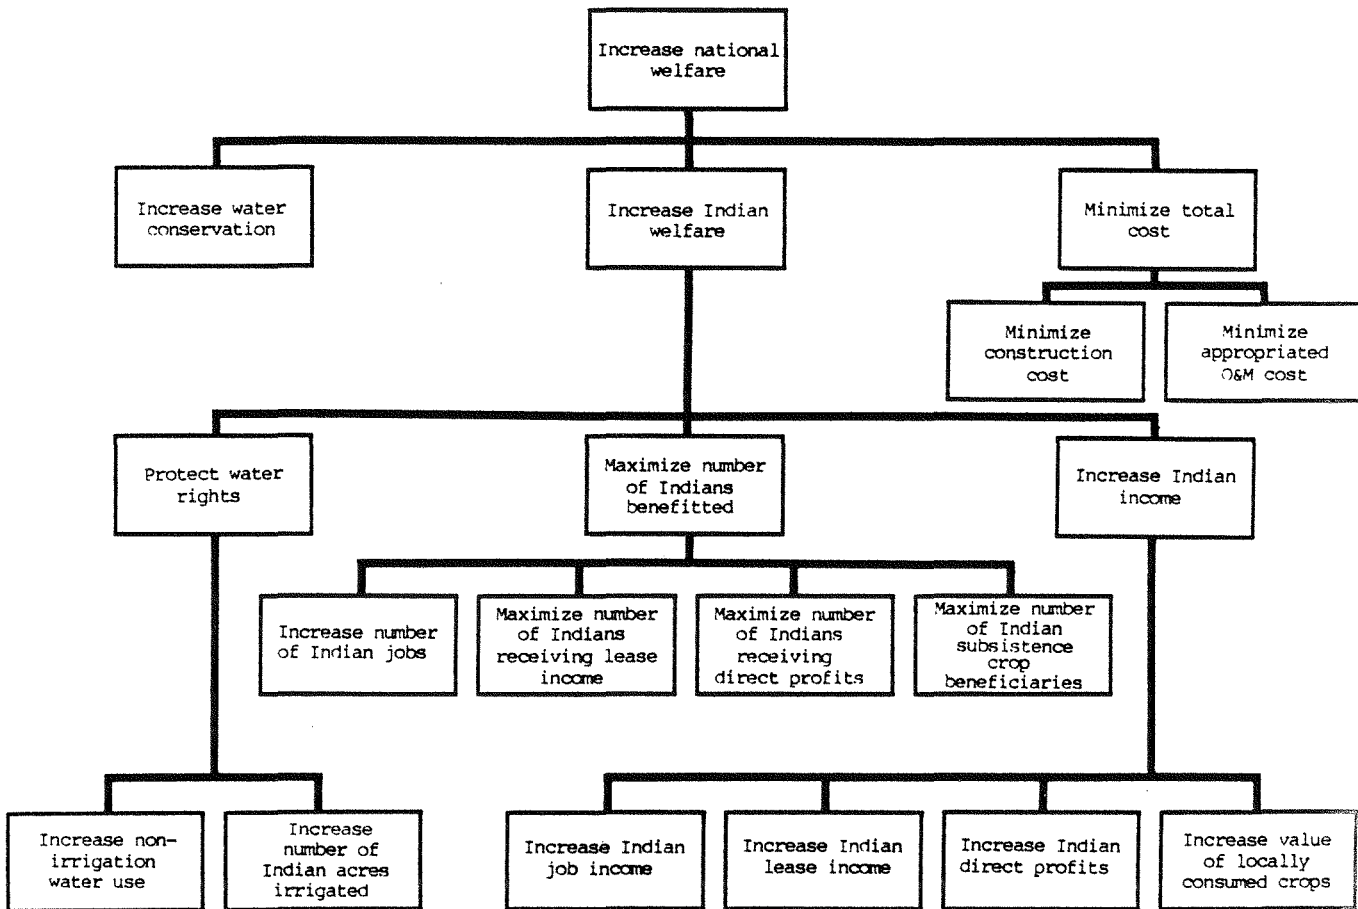 Increase national
welfare
Increase water
conservation
Increase Indian
welfare
Minimize total
cost
Minimize
construction
cost
Minimize
appropriated
O&M cost
Protect water
rights
Maximize number
of Indians
benefitted
Increase Indian
income
Increase number
of Indian jobs
Maximize number
of Indians
receiving lease
income
Maximize number
of Indians
receiving
direct profits
Maximize number
of Indian
subsistence
crop
beneficiaries
Increase non-
irrigation
water use
Increase
number of
Indian acres
irrigated
Increase Indian
job income
Increase Indian
lease income
Increase Indian
direct profits
Increase value
of locally
consumed crops